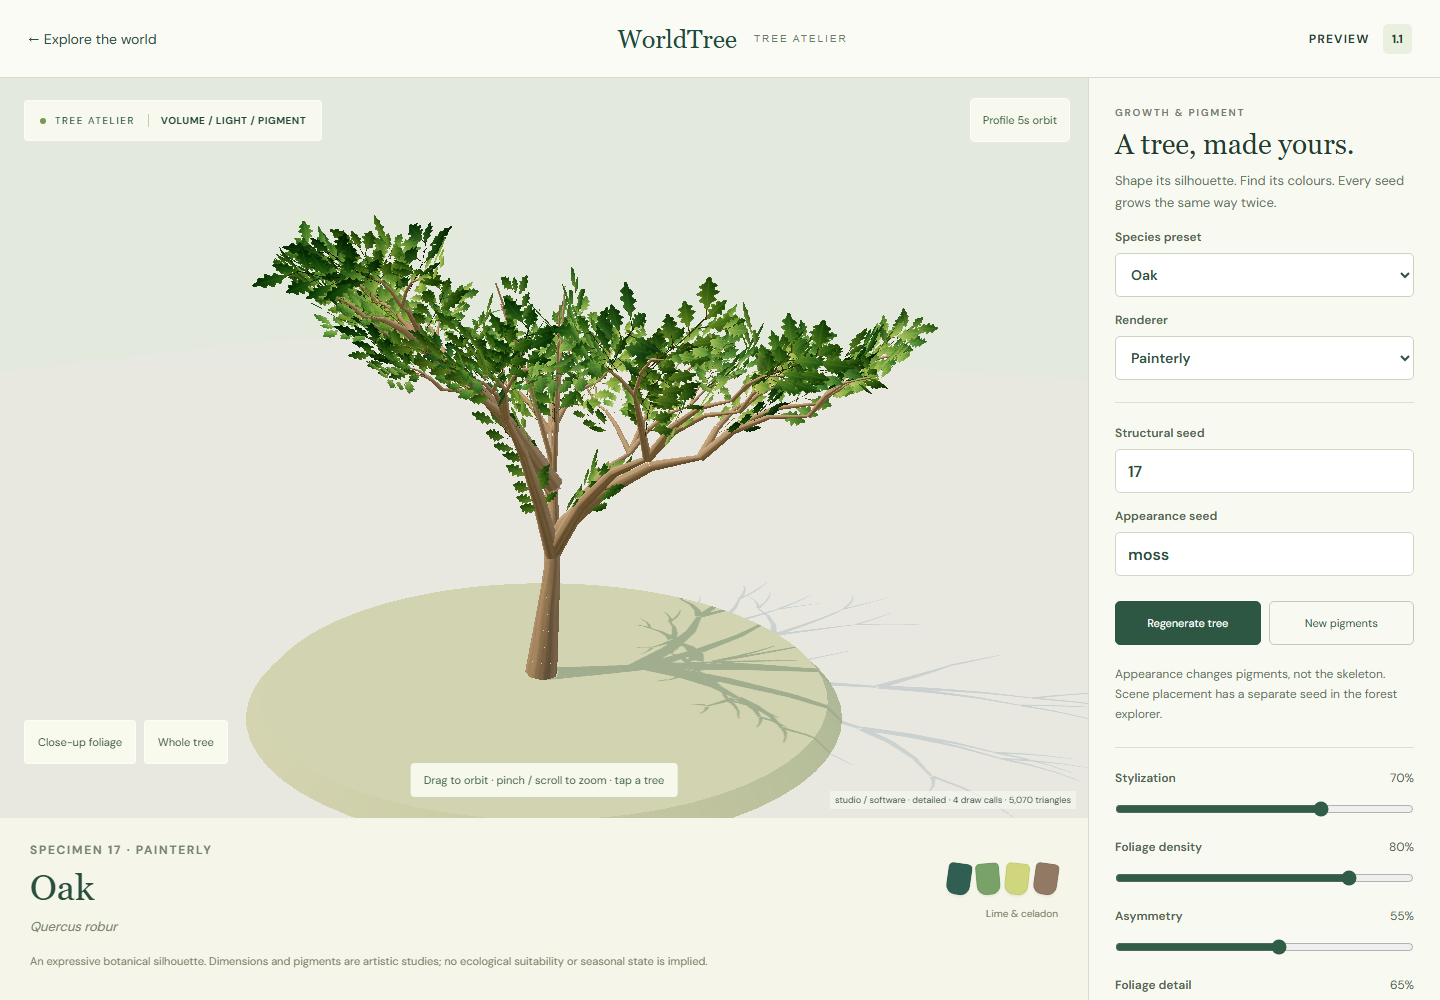 ← Explore the world
WorldTree TREE ATELIER
PREVIEW 1.1
TREE ATELIER VOLUME / LIGHT / PIGMENT
Profile 5s orbit
Close-up foliage
Whole tree
Drag to orbit · pinch / scroll to zoom · tap a tree
studio / software · detailed · 4 draw calls · 5,070 triangles
SPECIMEN 17 · PAINTERLY
Oak
Quercus robur
An expressive botanical silhouette. Dimensions and pigments are artistic studies; no ecological suitability or seasonal state is implied.
Lime & celadon
GROWTH & PIGMENT
A tree, made yours.
Shape its silhouette. Find its colours. Every seed
grows the same way twice.
Species preset
Oak
Renderer
Painterly
Structural seed
17
Appearance seed
moss
Regenerate tree
New pigments
Appearance changes pigments, not the skeleton.
Scene placement has a separate seed in the forest
explorer.
Stylization 70%
Foliage density 80%
Asymmetry 55%
Foliage detail 65%